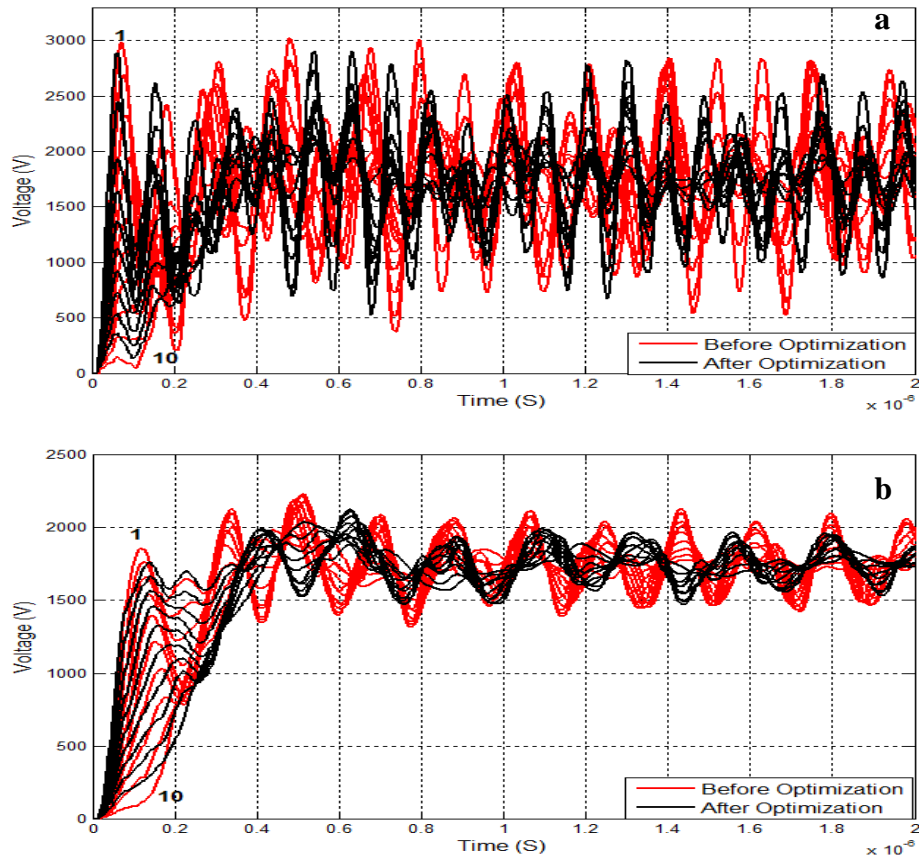 a
3000
2500
2000
1500
1000
500
0
Voltage (V)
1
10
Before Optimization
After Optimization
0 0.2 0.4 0.6 0.8 1 1.2 1.4 1.6 1.8 2
Time (S)
x 10⁻⁶
b
2500
2000
1500
1000
500
0
Voltage (V)
1
10
Before Optimization
After Optimization
0 0.2 0.4 0.6 0.8 1 1.2 1.4 1.6 1.8 2
Time (S)
x 10⁻⁶